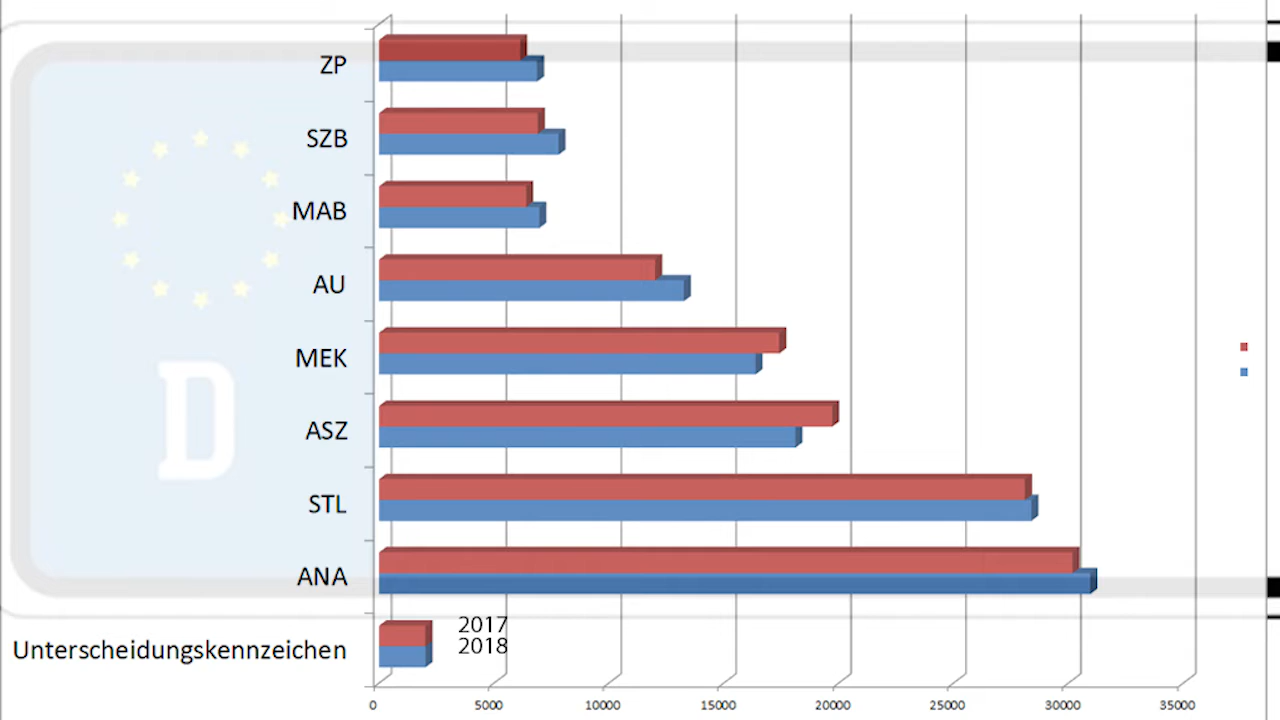 ZP
SZB
MAB
AU
MEK
D
ASZ
STL
ANA
2017
Unterscheidungskennzeichen 2018
0 5000 10000 15000 20000 25000 30000 35000